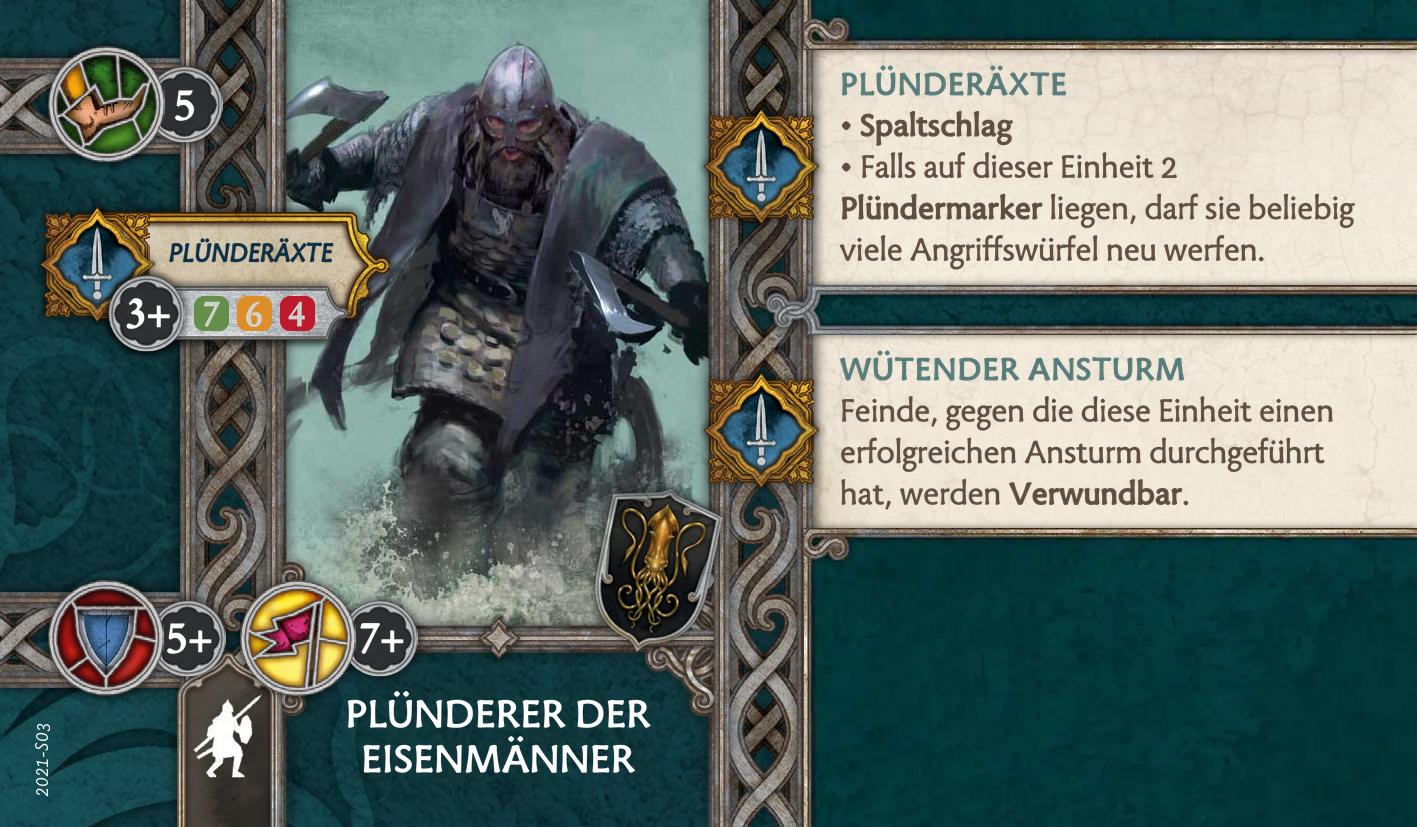 5
PLÜNDERÄXTE
3+ 7 6 4
5+ 7+
PLÜNDERER DER
EISENMÄNNER
2021-S03
PLÜNDERÄXTE
• Spaltschlag
• Falls auf dieser Einheit 2
Plündermarker liegen, darf sie beliebig
viele Angriffswürfel neu werfen.
WÜTENDER ANSTURM
Feinde, gegen die diese Einheit einen
erfolgreichen Ansturm durchgeführt
hat, werden Verwundbar.